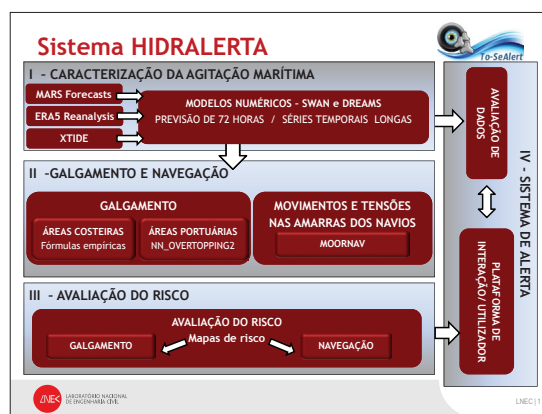 Sistema HIDRALERTA
To-SeAlert
I - CARACTERIZAÇÃO DA AGITAÇÃO MARÍTIMA
MARS Forecasts
ERA5 Reanalysis
XTIDE
MODELOS NUMÉRICOS - SWAN e DREAMS
PREVISÃO DE 72 HORAS / SÉRIES TEMPORAIS LONGAS
II -GALGAMENTO E NAVEGAÇÃO
GALGAMENTO
ÁREAS COSTEIRAS
Fórmulas empíricas
ÁREAS PORTUÁRIAS
NN_OVERTOPPING2
MOVIMENTOS E TENSÕES
NAS AMARRAS DOS NAVIOS
MOORNAV
III - AVALIAÇÃO DO RISCO
AVALIAÇÃO DO RISCO
Mapas de risco
GALGAMENTO
NAVEGAÇÃO
IV - SISTEMA DE ALERTA
AVALIAÇÃO DE
DADOS
PLATAFORMA DE
INTERAÇÃO/ UTILIZADOR
LNEC
LABORATÓRIO NACIONAL
DE ENGENHARIA CIVIL
LNEC | 1